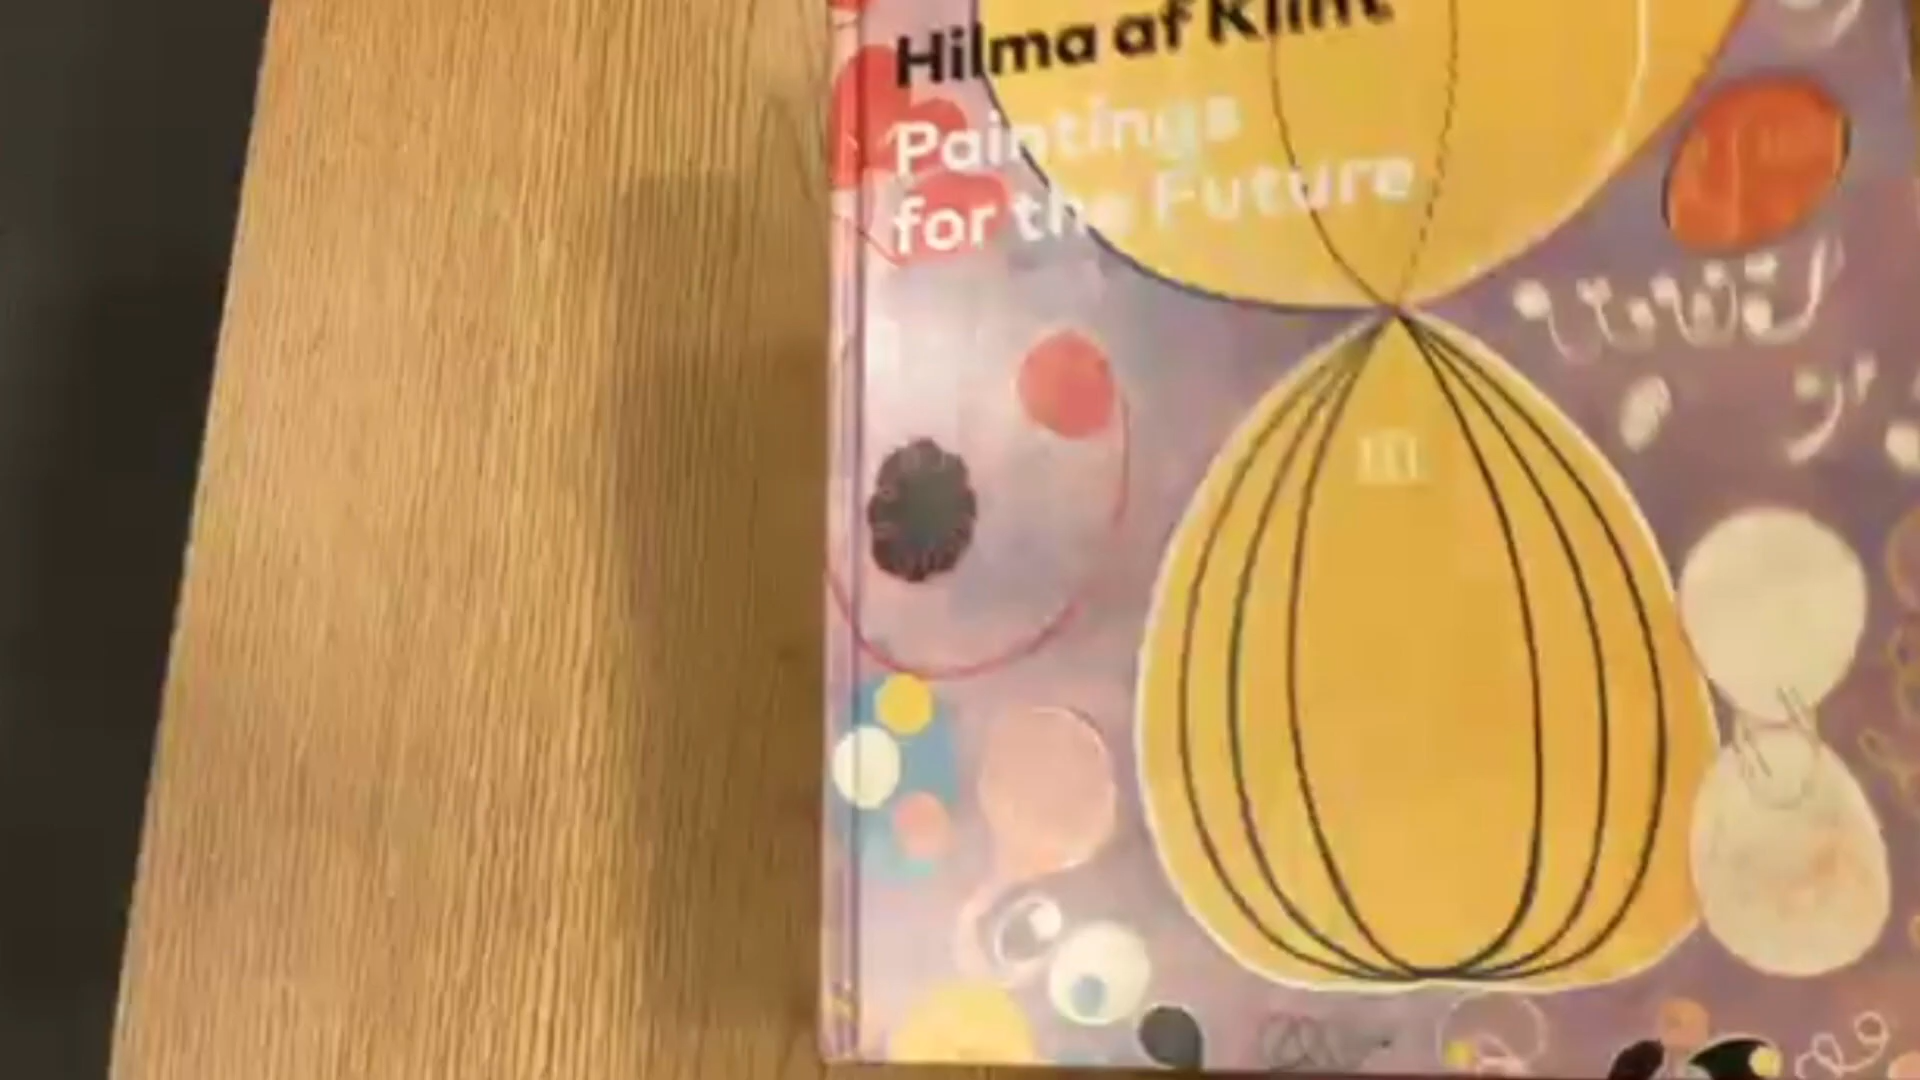 Hilma af Klint
Paintings
for the Future